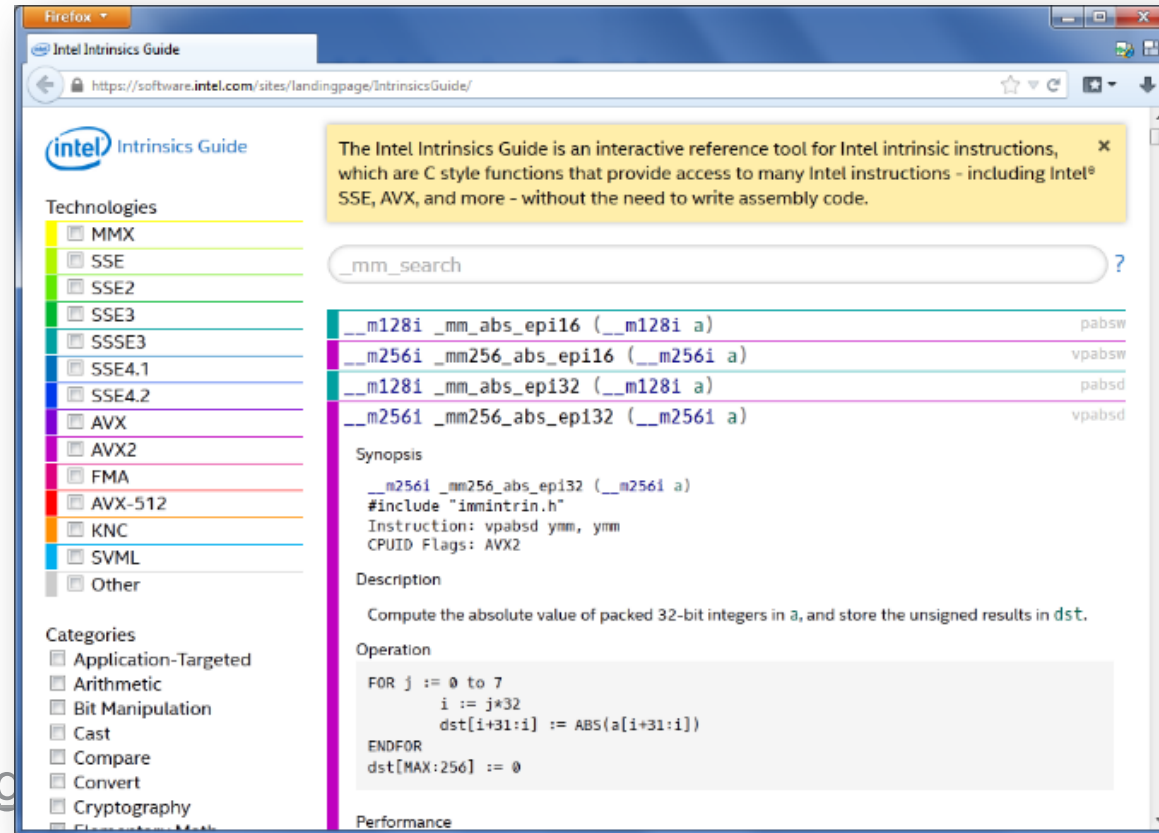 Firefox
Intel Intrinsics Guide
https://software.intel.com/sites/landingpage/IntrinsicsGuide/
intel Intrinsics Guide
The Intel Intrinsics Guide is an interactive reference tool for Intel intrinsic instructions,
which are C style functions that provide access to many Intel instructions - including Intel®
SSE, AVX, and more - without the need to write assembly code.
Technologies
MMX
SSE
SSE2
SSE3
SSSE3
SSE4.1
SSE4.2
AVX
AVX2
FMA
AVX-512
KNC
SVML
Other
Categories
Application-Targeted
Arithmetic
Bit Manipulation
Cast
Compare
Convert
Cryptography
Elementary Math
_mm_search ?
__m128i _mm_abs_epi16 (__m128i a) pabsw
__m256i _mm256_abs_epi16 (__m256i a) vpabsw
__m128i _mm_abs_epi32 (__m128i a) pabsd
__m256i _mm256_abs_epi32 (__m256i a) vpabsd
Synopsis
__m256i _mm256_abs_epi32 (__m256i a)
#include "immintrin.h"
Instruction: vpabsd ymm, ymm
CPUID Flags: AVX2
Description
Compute the absolute value of packed 32-bit integers in a, and store the unsigned results in dst.
Operation
FOR j := 0 to 7
i := j*32
dst[i+31:i] := ABS(a[i+31:i])
ENDFOR
dst[MAX:256] := 0
Performance